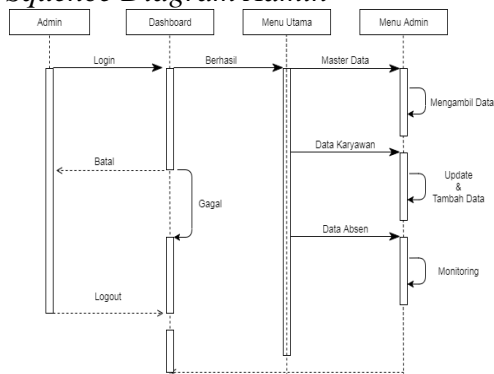 Squence Diagram Admin
Admin
Dashboard
Menu Utama
Menu Admin
Login
Berhasil
Master Data
Mengambil Data
Data Karyawan
Batal
Update
&
Tambah Data
Gagal
Data Absen
Monitoring
Logout